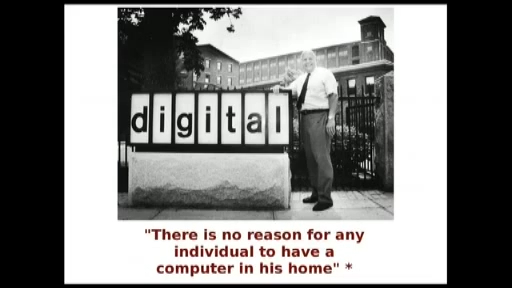 digital
"There is no reason for any
individual to have a
computer in his home" *